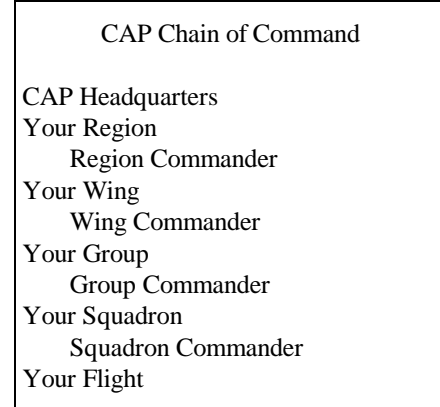 CAP Chain of Command
CAP Headquarters
Your Region
Region Commander
Your Wing
Wing Commander
Your Group
Group Commander
Your Squadron
Squadron Commander
Your Flight